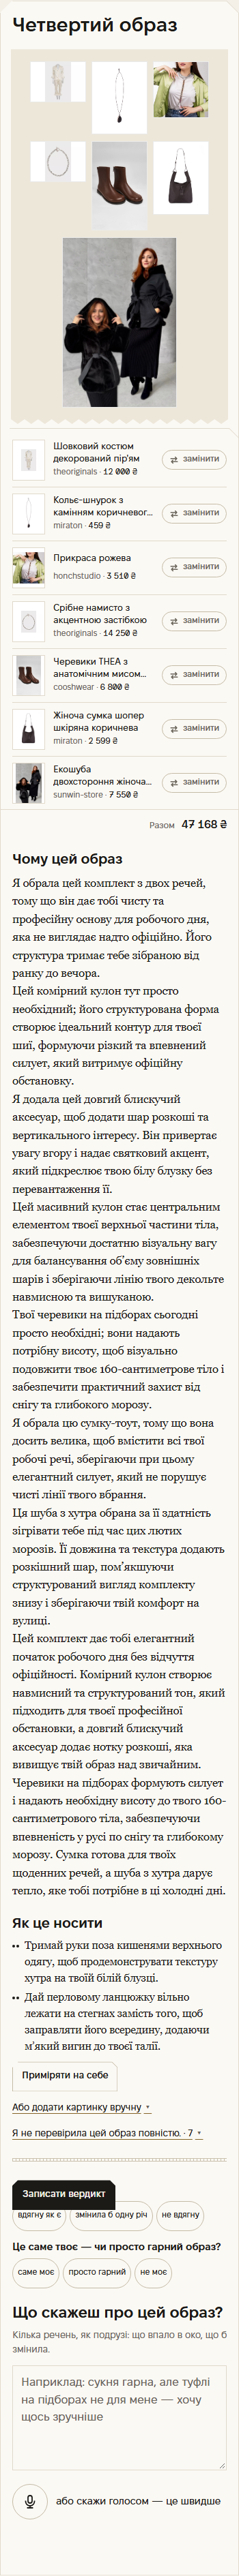 Четвертий образ
Шовковий костюм
декорований пір'ям
theoriginals · 12 000 ₴
замінити
Кольє-шнурок з
камінням коричневог...
miraton · 459 ₴
замінити
Прикраса рожева
honchstudio · 3 510 ₴
замінити
Срібне намисто з
акцентною застібкою
theoriginals · 14 250 ₴
замінити
Черевики THEA з
анатомічним мисом...
cooshwear · 6 800 ₴
замінити
Жіноча сумка шопер
шкіряна коричнева
miraton · 2 599 ₴
замінити
Екошуба
двохстороння жіноча...
sunwin-store · 7 550 ₴
замінити
Разом 47 168 ₴
Чому цей образ
Я обрала цей комплект з двох речей,
тому що він дає тобі чисту та
професійну основу для робочого дня,
яка не виглядає надто офіційно. Його
структура тримає тебе зібраною від
ранку до вечора.
Цей комірний кулон тут просто
необхідний; його структурована форма
створює ідеальний контур для твоєї
шиї, формуючи різкий та впевнений
силует, який витримує офіційну
обстановку.
Я додала цей довгий блискучий
аксесуар, щоб додати шар розкоші та
вертикального інтересу. Він привертає
увагу вгору і надає святковий акцент,
який підкреслює твою білу блузку без
перевантаження її.
Цей масивний кулон стає центральним
елементом твоєї верхньої частини тіла,
забезпечуючи достатню візуальну вагу
для балансування об'єму зовнішніх
шарів і зберігаючи лінію твого декольте
навмисною та вишуканою.
Твої черевики на підборах сьогодні
просто необхідні; вони надають
потрібну висоту, щоб візуально
подовжити твоє 160-сантиметрове тіло і
забезпечити практичний захист від
снігу та глибокого морозу.
Я обрала цю сумку-тоут, тому що вона
досить велика, щоб вмістити всі твої
робочі речі, зберігаючи при цьому
елегантний силует, який не порушує
чисті лінії твого вбрання.
Ця шуба з хутра обрана за її здатність
зігрівати тебе під час цих лютих
морозів. Її довжина та текстура додають
розкішний шар, пом'якшуючи
структурований вигляд комплекту
знизу і зберігаючи твій комфорт на
вулиці.
Цей комплект дає тобі елегантний
початок робочого дня без відчуття
офіційності. Комірний кулон створює
навмисний та структурований тон, який
підходить для твоєї професійної
обстановки, а довгий блискучий
аксесуар додає нотку розкоші, яка
вивищує твій образ над звичайним.
Черевики на підборах формують силует
і надають необхідну висоту до твого 160-
сантиметрового тіла, забезпечуючи
впевненість у русі по снігу та глибокому
морозу. Сумка готова для твоїх
щоденних речей, а шуба з хутра дарує
тепло, яке тобі потрібне в ці холодні дні.
Як це носити
Тримай руки поза кишенями верхнього
одягу, щоб продемонструвати текстуру
хутра на твоїй білій блузці.
Дай перловому ланцюжку вільно
лежати на стегнах замість того, щоб
заправляти його всередину, додаючи
м'який вигин до твоєї талії.
Приміряти на себе
Або додати картинку вручну
Я не перевірила цей образ повністю. · 7
Записати вердикт
вдягну як є
змінила б одну річ
не вдягну
Це саме твоє — чи просто гарний образ?
саме моє
просто гарний
не моє
Що скажеш про цей образ?
Кілька речень, як подрузі: що впало в око, що б
змінила.
Наприклад: сукня гарна, але туфлі
на підборах не для мене — хочу
щось зручніше
або скажи голосом — це швидше